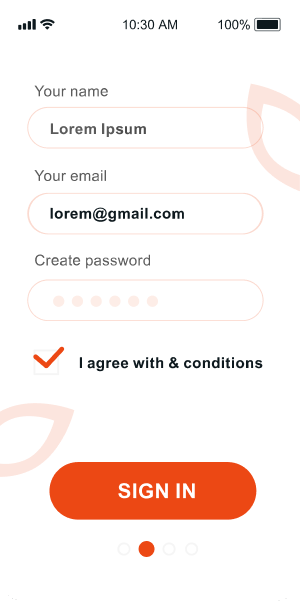 10:30 AM 100%
Your name
Lorem Ipsum
Your email
lorem@gmail.com
Create password
I agree with & conditions
SIGN IN